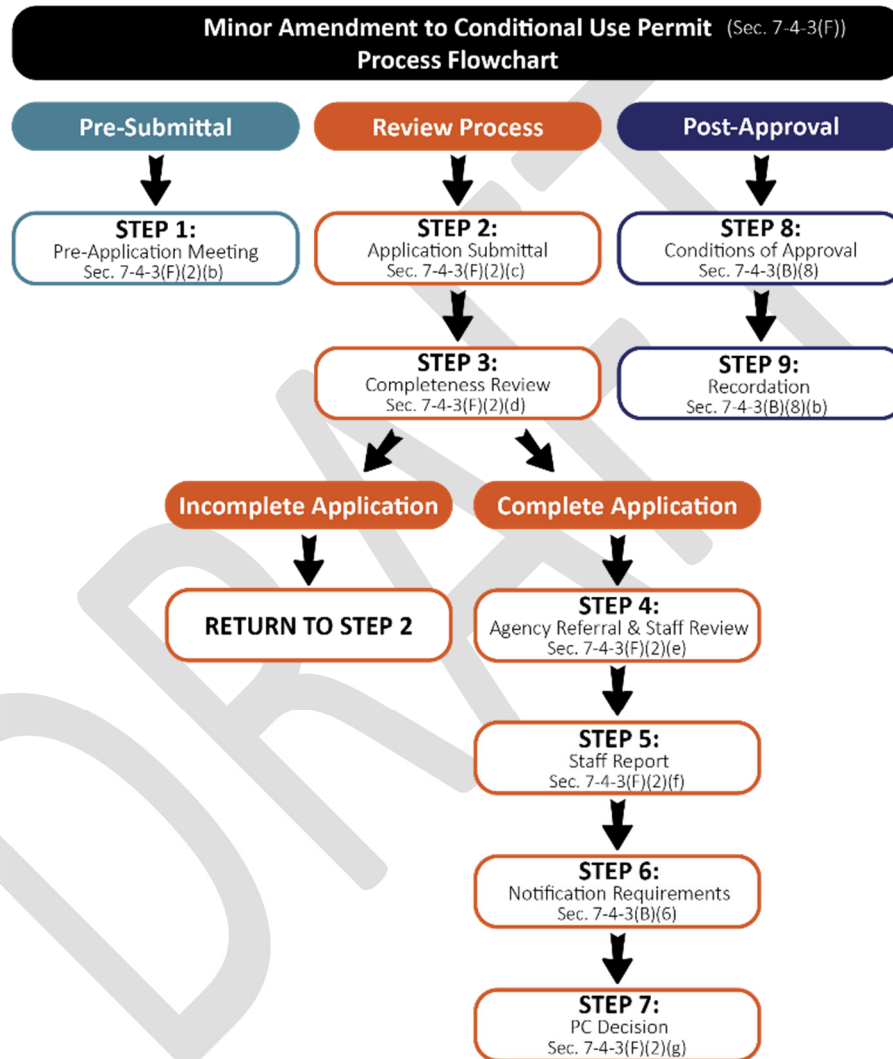 Minor Amendment to Conditional Use Permit (Sec. 7-4-3(F))
Process Flowchart
Pre-Submittal
STEP 1:
Pre-Application Meeting
Sec. 7-4-3(F)(2)(b)
Review Process
STEP 2:
Application Submittal
Sec. 7-4-3(F)(2)(c)
STEP 3:
Completeness Review
Sec. 7-4-3(F)(2)(d)
Incomplete Application
RETURN TO STEP 2
Complete Application
STEP 4:
Agency Referral & Staff Review
Sec. 7-4-3(F)(2)(e)
STEP 5:
Staff Report
Sec. 7-4-3(F)(2)(f)
STEP 6:
Notification Requirements
Sec. 7-4-3(B)(6)
STEP 7:
PC Decision
Sec. 7-4-3(F)(2)(g)
Post-Approval
STEP 8:
Conditions of Approval
Sec. 7-4-3(B)(8)
STEP 9:
Recordation
Sec. 7-4-3(B)(8)(b)
DRAFT